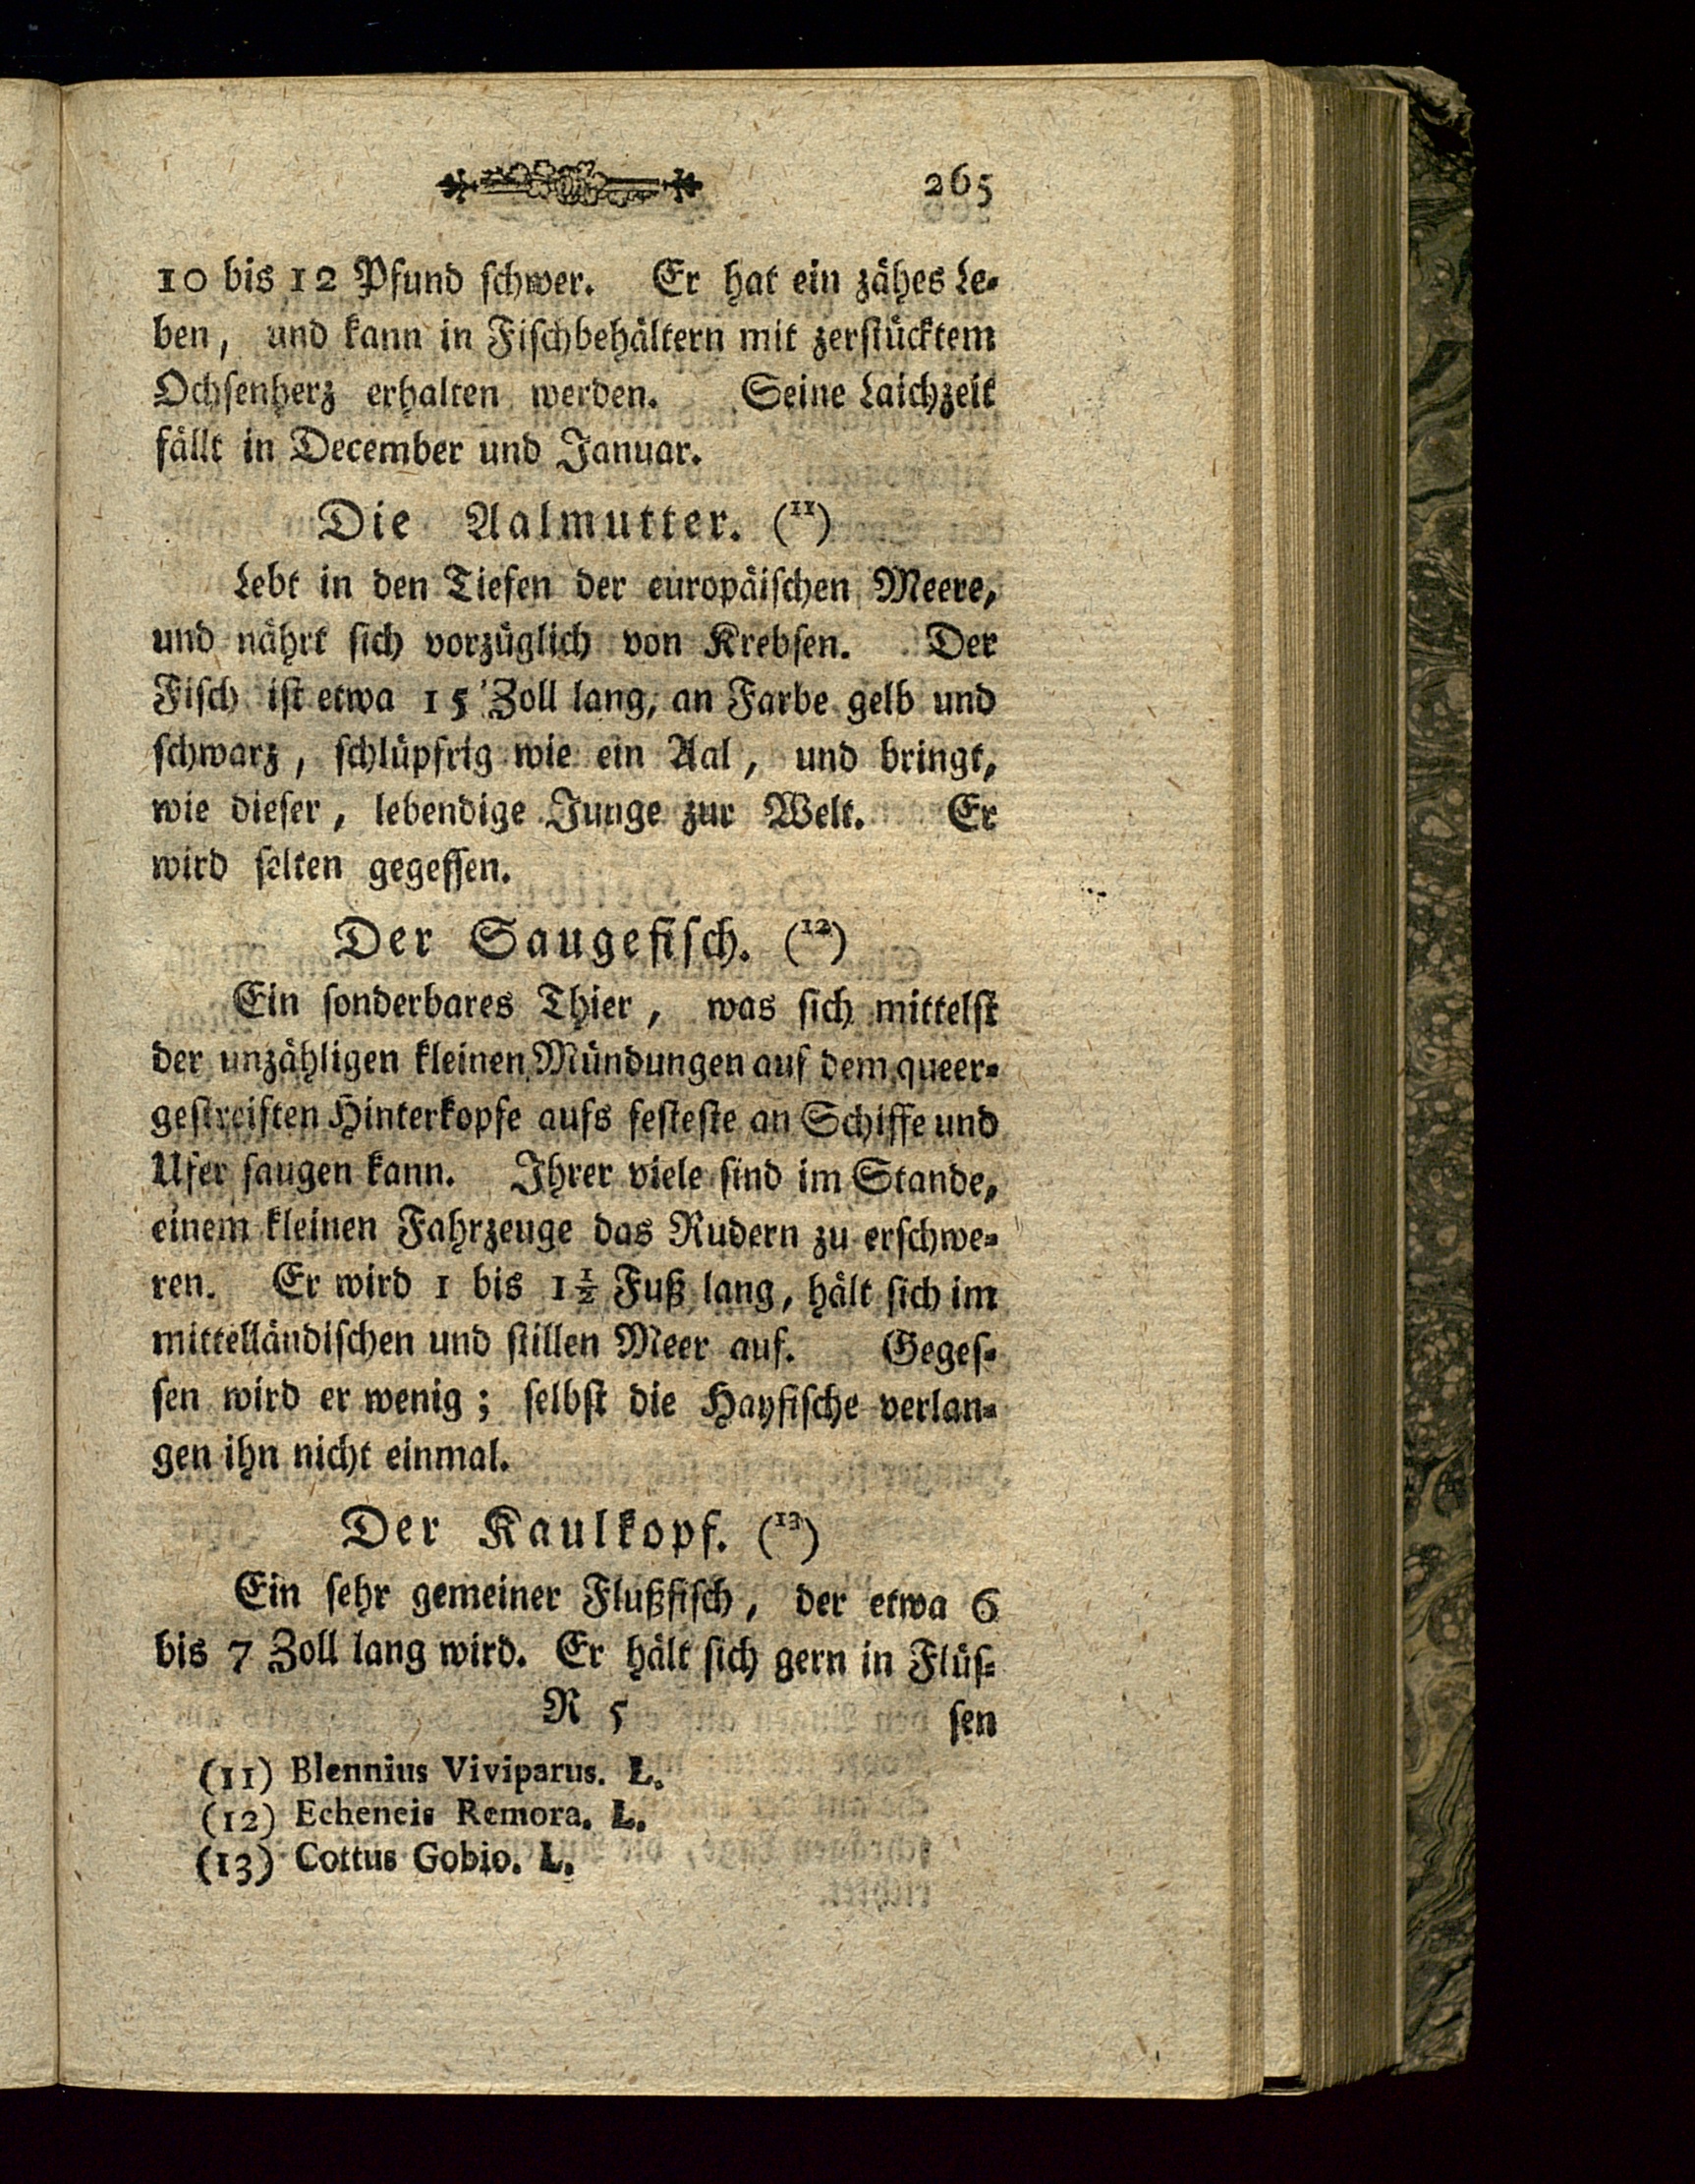 265
10 bis 12 Pfund ſchwer. Er hat ein zähes Le-
ben, und kann in Fiſchbehältern mit zerſtücktem
Ochſenherz erhalten werden. Seine Laichzeit
fällt in December und Januar.
Die Aalmutter. (11)
Lebt in den Tiefen der europäiſchen Meere,
und nährt ſich vorzüglich von Krebſen. Der
Fiſch iſt etwa 15 Zoll lang, an Farbe gelb und
ſchwarz, ſchlüpfrig wie ein Aal, und bringt,
wie dieſer, lebendige Junge zur Welt. Er
wird ſelten gegeſſen.
Der Saugefiſch. (12)
Ein ſonderbares Thier, was ſich mittelſt
der unzähligen kleinen Mündungen auf dem queer-
geſtreiften Hinterkopfe aufs feſteſte an Schiffe und
Ufer ſaugen kann. Ihrer viele ſind im Stande,
einem kleinen Fahrzeuge das Rudern zu erſchwe-
ren. Er wird 1 bis 1½ Fuß lang, hält ſich im
mittelländiſchen und ſtillen Meer auf. Gegeſ-
ſen wird er wenig; ſelbſt die Hayfiſche verlan-
gen ihn nicht einmal.
Der Kaulkopf. (13)
Ein ſehr gemeiner Flußfiſch, der etwa 6
bis 7 Zoll lang wird. Er hält ſich gern in Flüſ-
R 5 ſen
(11) Blennius Viviparus. L.
(12) Echeneis Remora. L.
(13) Cottus Gobio. L.